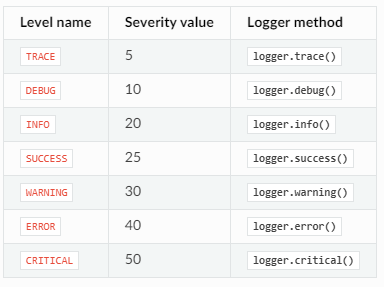 Level name Severity value Logger method
TRACE 5 logger.trace()
DEBUG 10 logger.debug()
INFO 20 logger.info()
SUCCESS 25 logger.success()
WARNING 30 logger.warning()
ERROR 40 logger.error()
CRITICAL 50 logger.critical()